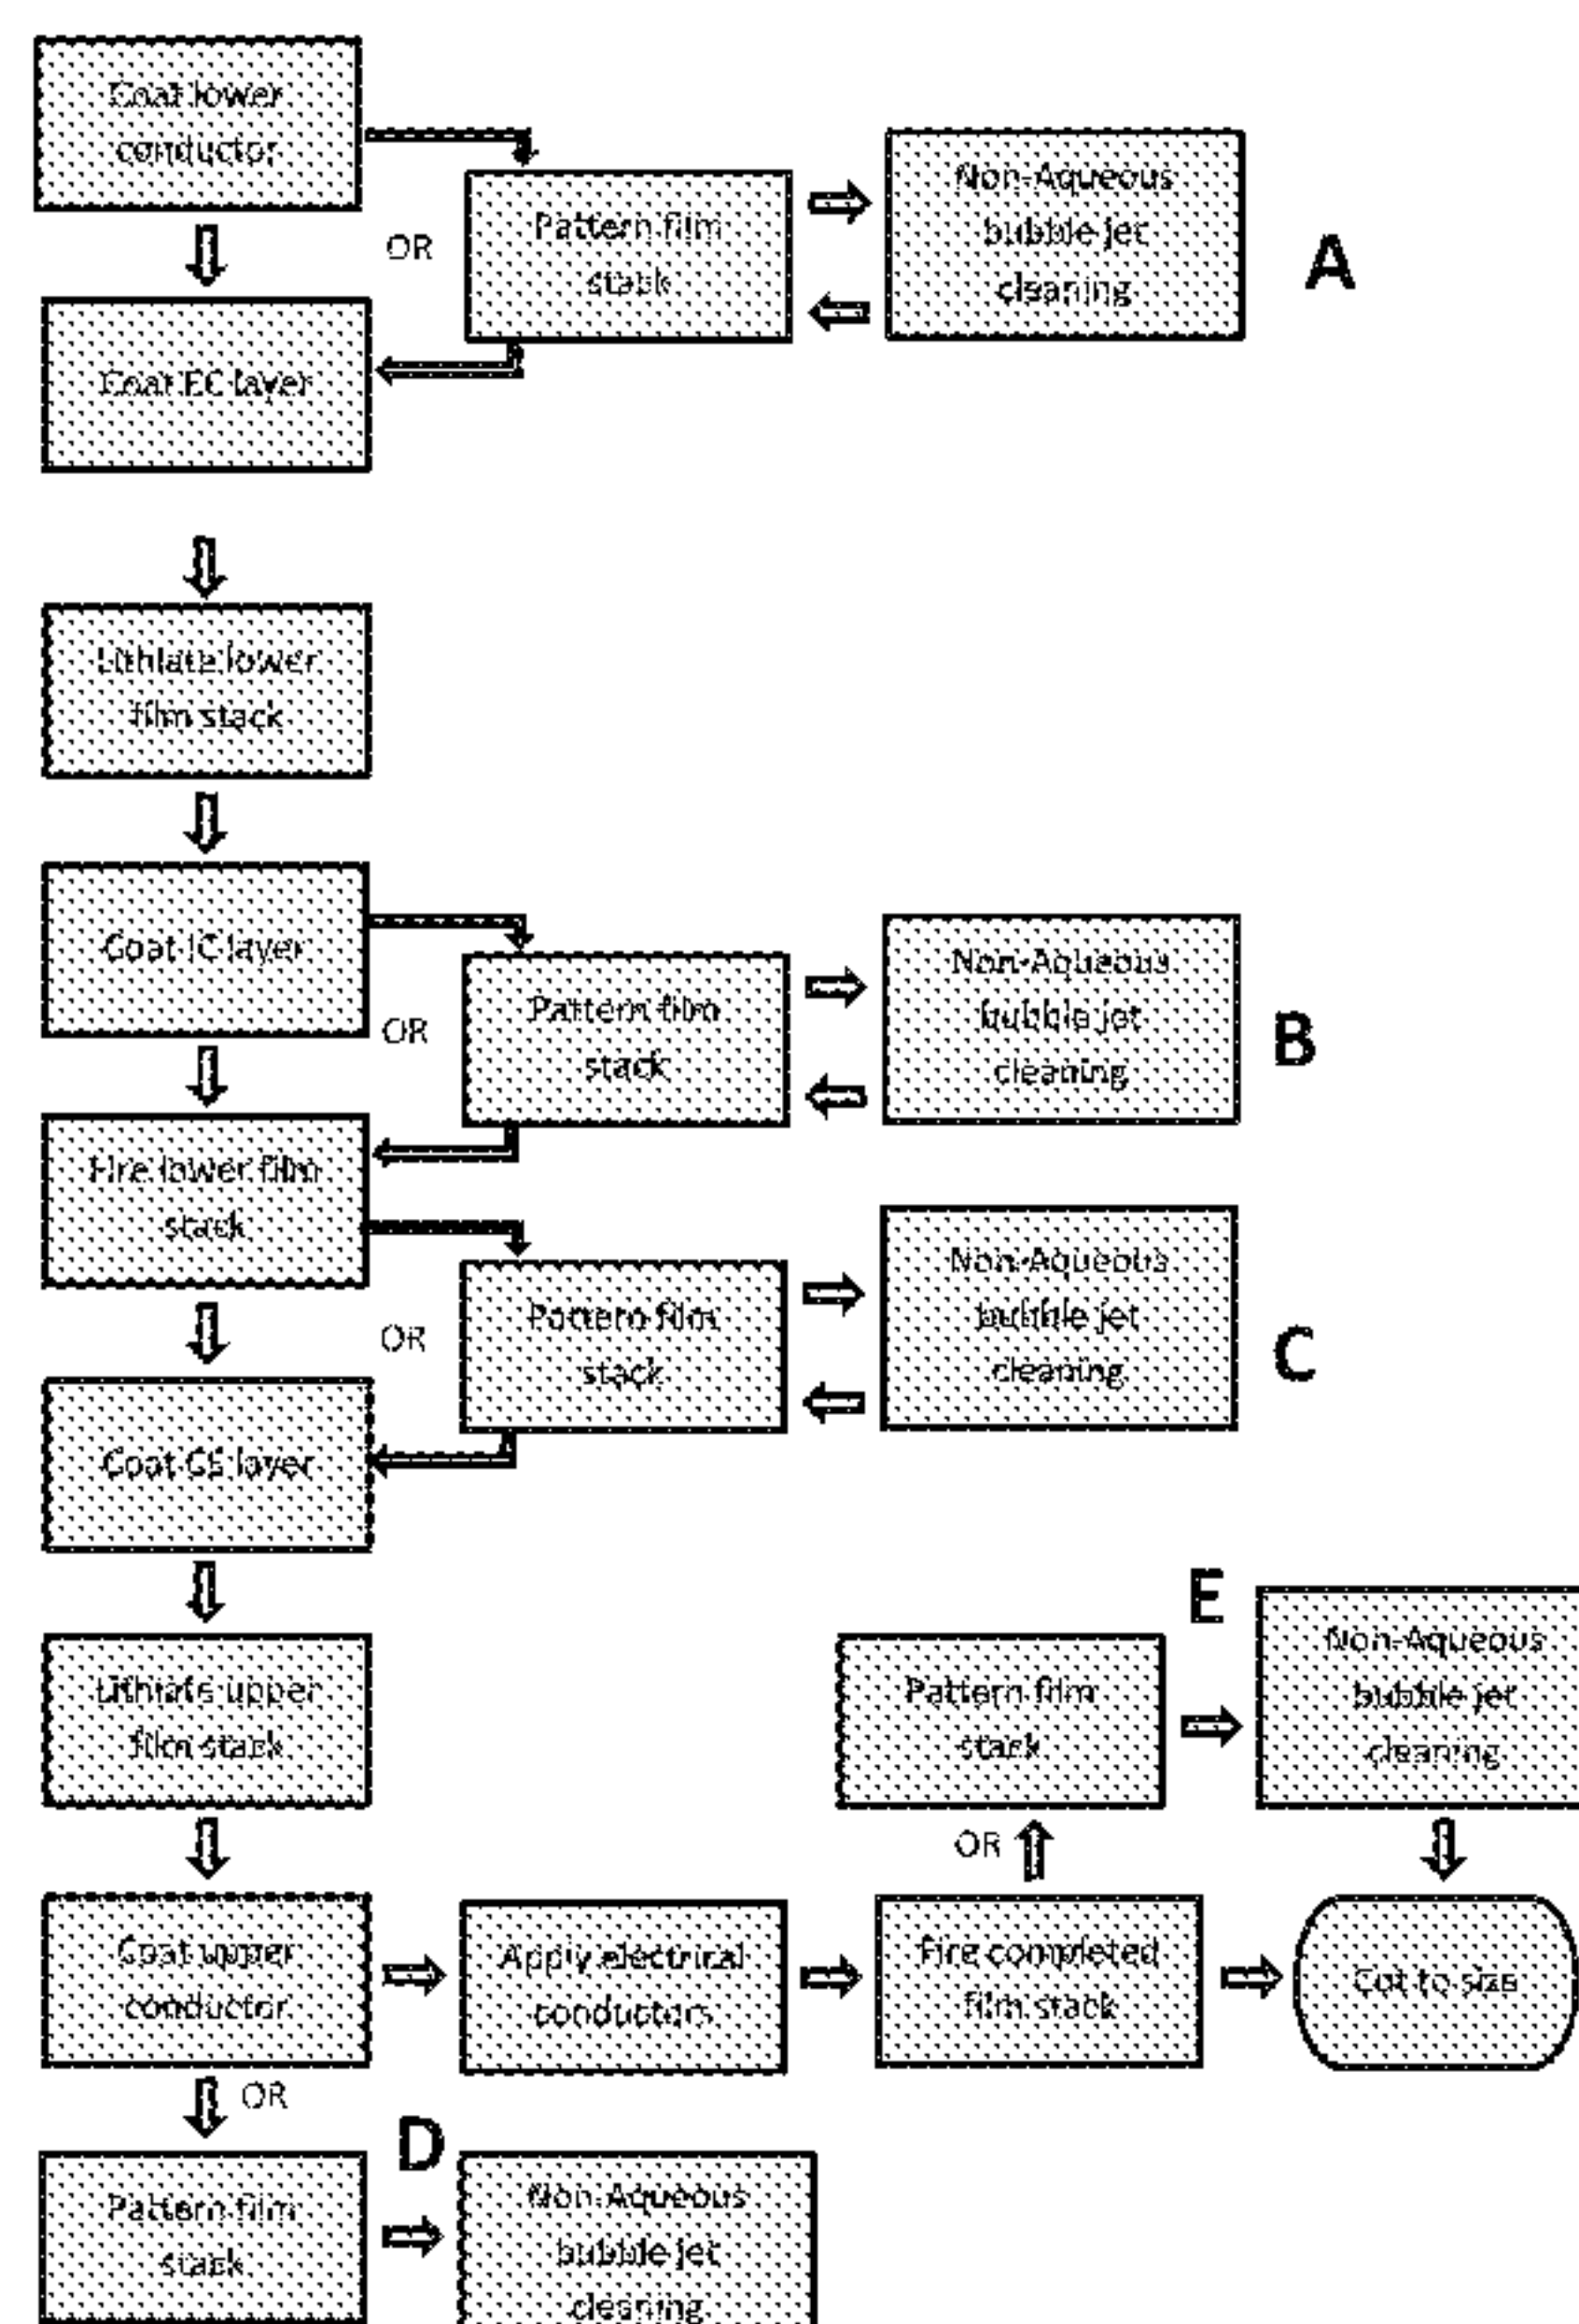 Coat lower
conductor
OR
Pattern film
stack
Non-Aqueous
bubble jet
cleaning
A
Coat EC layer
Lithiate lower
film stack
Coat IC layer
OR
Pattern film
stack
Non-Aqueous
bubble jet
cleaning
B
Fire lower film
stack
OR
Pattern film
stack
Non-Aqueous
bubble jet
cleaning
C
Coat CS layer
Lithiate upper
film stack
Pattern film
stack
E
Non-Aqueous
bubble jet
cleaning
OR
Coat upper
conductor
Apply electrical
conductors
Fire completed
film stack
Cut to size
OR
D
Pattern film
stack
Non-Aqueous
bubble jet
cleaning